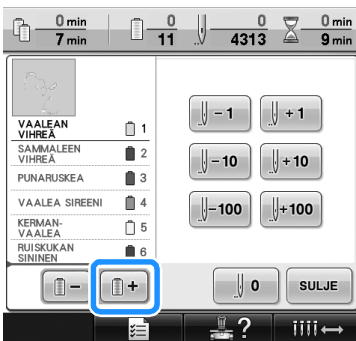 0 min
7 min
0
11
0
4313
0 min
9 min
VAALEAN
VIHREÄ
1
SAMMALEEN
VIHREÄ
2
PUNARUSKEA
3
VAALEA SIREENI
4
KERMAN-
VAALEA
5
RUISKUKAN
SININEN
6
-1
+1
-10
+10
-100
+100
-
+
0
SULJE
?